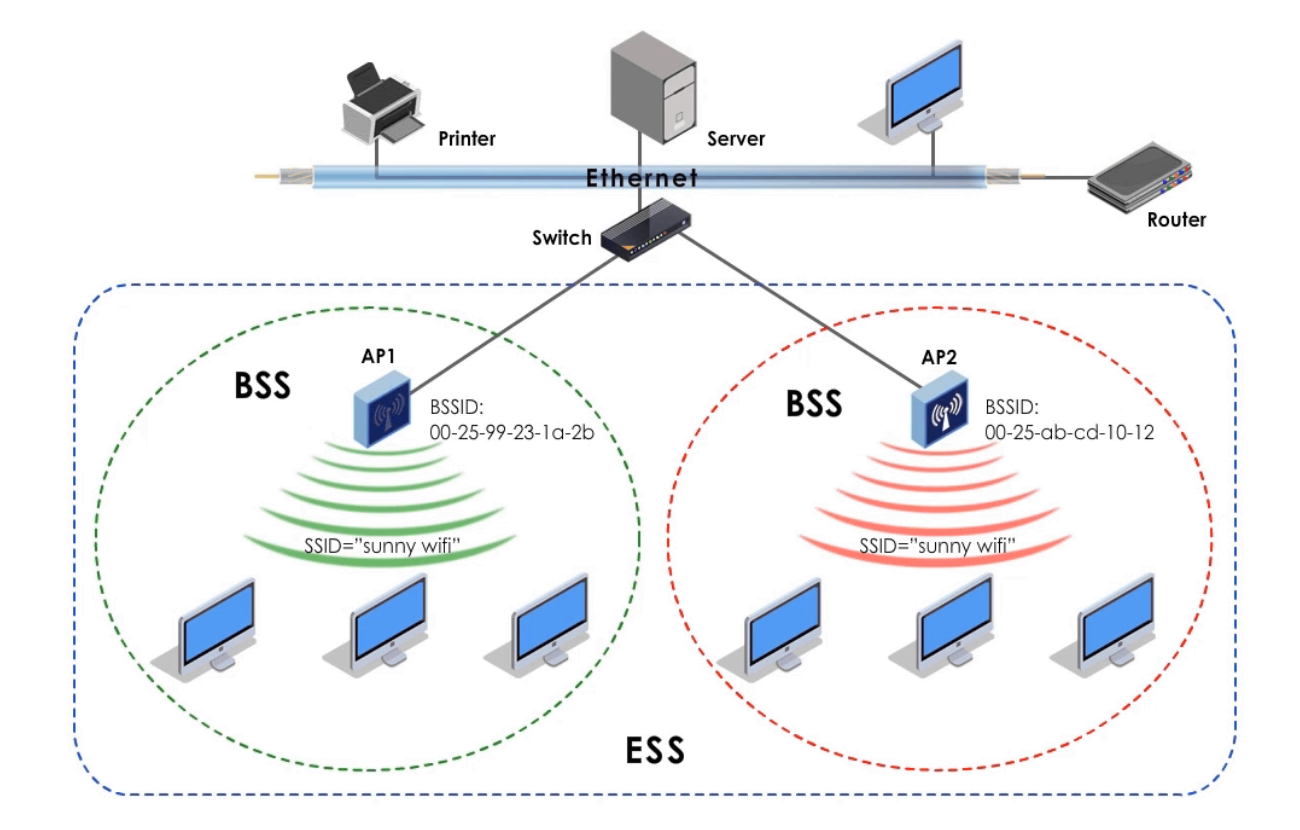 Printer
Server
Ethernet
Router
Switch
AP1
BSS
BSSID:
00-25-99-23-1a-2b
SSID="sunny wifi"
AP2
BSS
BSSID:
00-25-ab-cd-10-12
SSID="sunny wifi"
ESS